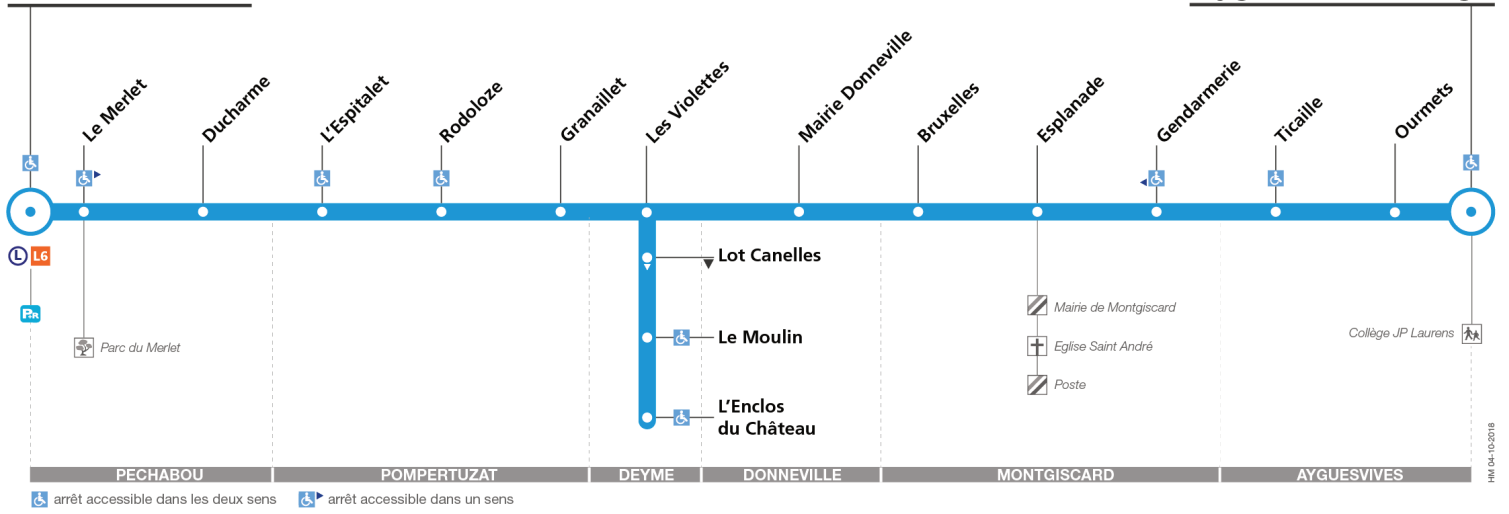 Le Merlet
Ducharme
L'Espitalet
Rodoloze
Granaillet
Les Violettes
Mairie Donneville
Bruxelles
Esplanade
Gendarmerie
Ticaille
Ourmets
L L6
P+R
Parc du Merlet
Lot Canelles
Le Moulin
L'Enclos
du Château
Mairie de Montgiscard
Eglise Saint André
Poste
Collège JP Laurens
HM 04-10-2018
PECHABOU POMPERTUZAT DEYME DONNEVILLE MONTGISCARD AYGUESVIVES
arrêt accessible dans les deux sens arrêt accessible dans un sens